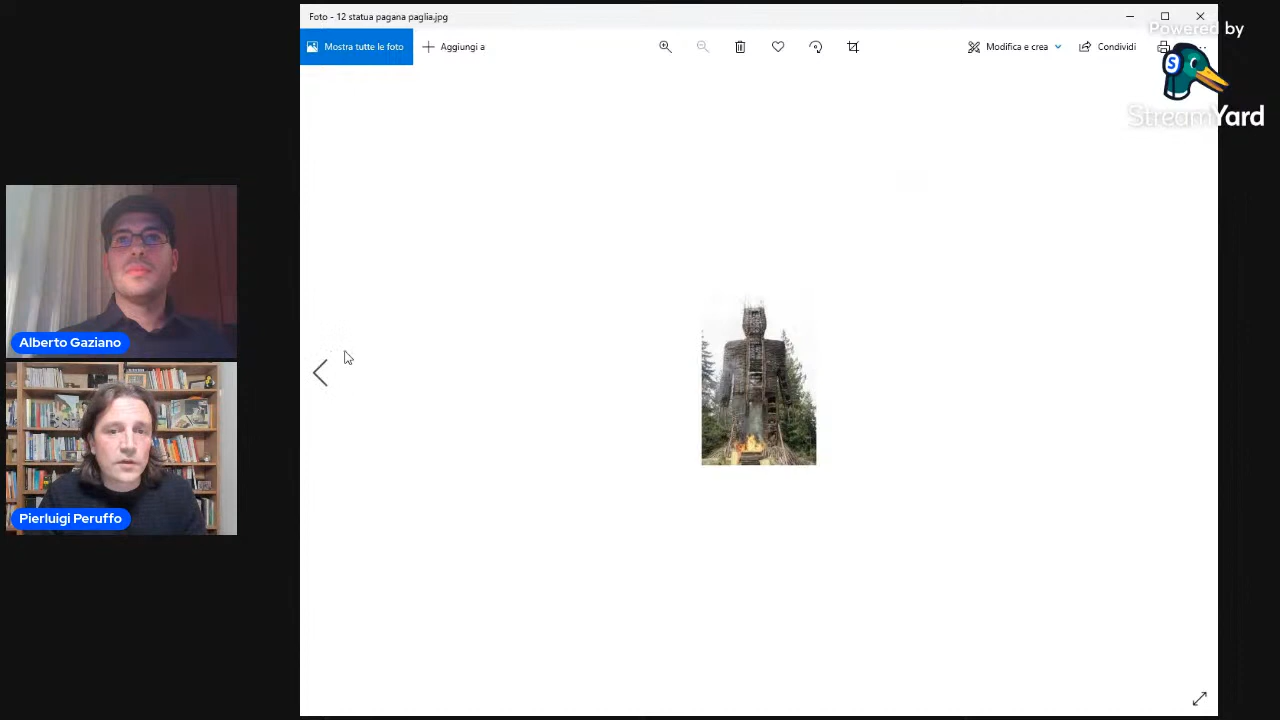 Foto - 12 statua pagana paglia.jpg
Powered by
Mostra tutte le foto
Aggiungi a
Modifica e crea
Condividi
S
StreamYard
Alberto Gaziano
Pierluigi Peruffo